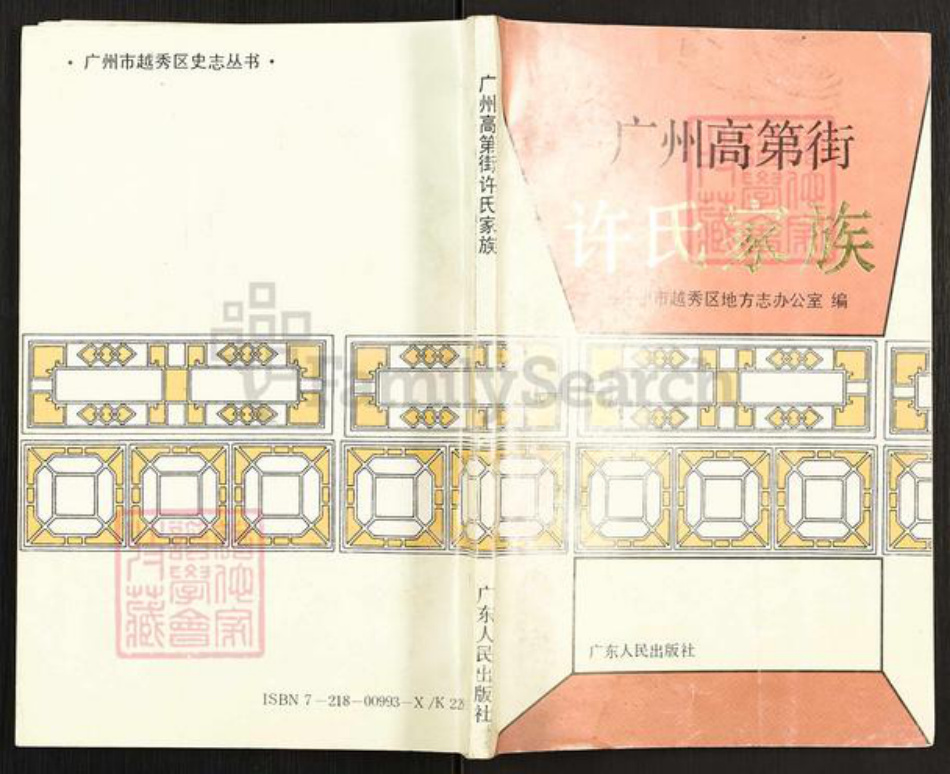 · 广州市越秀区史志丛书 ·
ISBN 7-218-00993-X/K 22
广州高第街许氏家族
广东人民出版社
广州高第街
许氏家族
市越秀区地方志办公室 编
广东人民出版社
FamilySearch